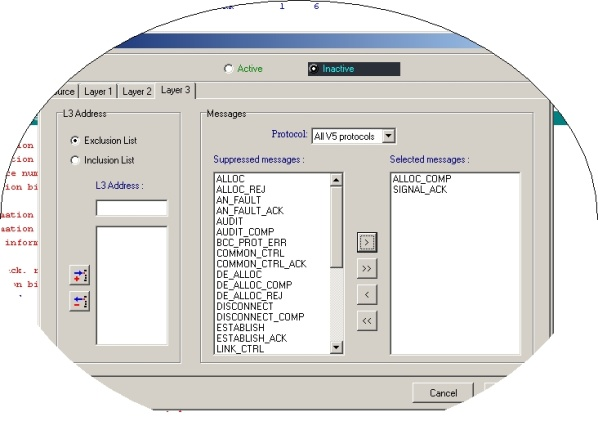 1 6
Active Inactive
Layer 1 Layer 2 Layer 3
L3 Address
Exclusion List
Inclusion List
L3 Address :
Messages
Protocol: All V5 protocols
Suppressed messages :
ALLOC
ALLOC_REJ
AN_FAULT
AN_FAULT_ACK
AUDIT
AUDIT_COMP
BCC_PROT_ERR
COMMON_CTRL
COMMON_CTRL_ACK
DE_ALLOC
DE_ALLOC_COMP
DE_ALLOC_REJ
DISCONNECT
DISCONNECT_COMP
ESTABLISH
ESTABLISH_ACK
LINK_CTRL
>
>>
<
<<
Selected messages :
ALLOC_COMP
SIGNAL_ACK
Cancel